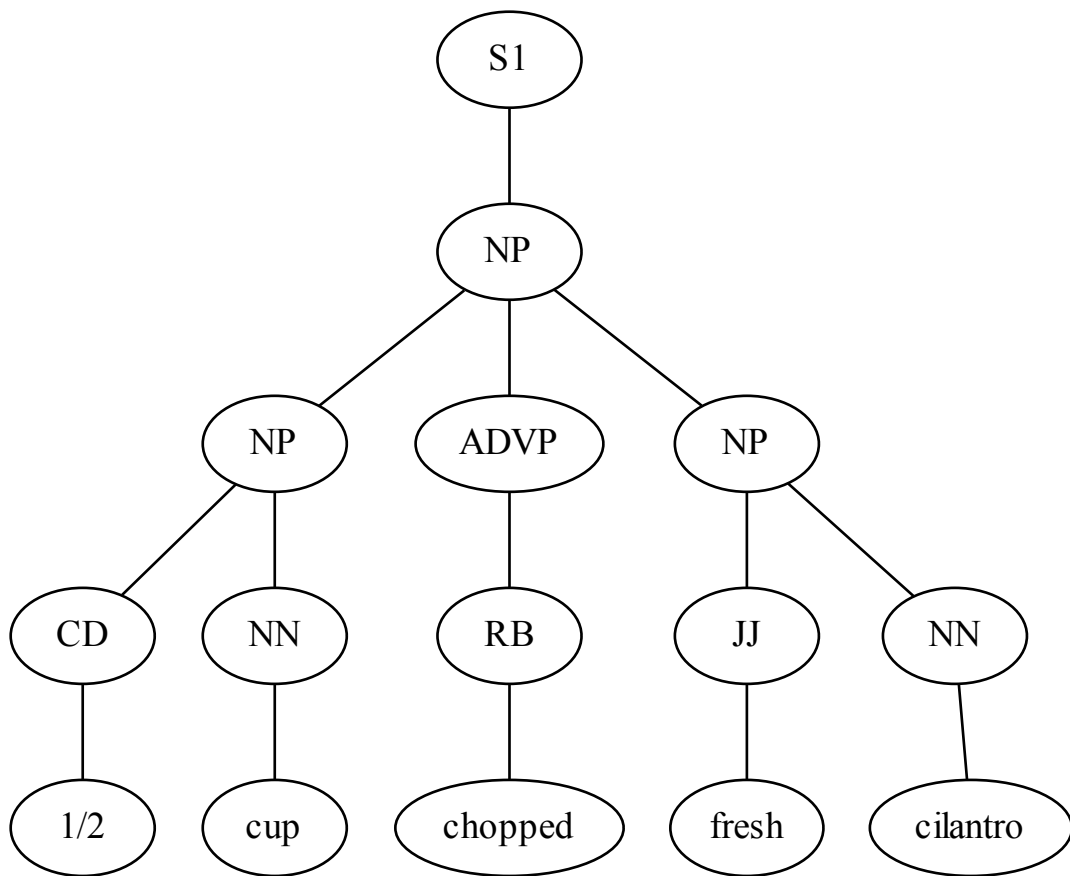 S1
NP
NP ADVP NP
CD NN RB JJ NN
1/2 cup chopped fresh cilantro